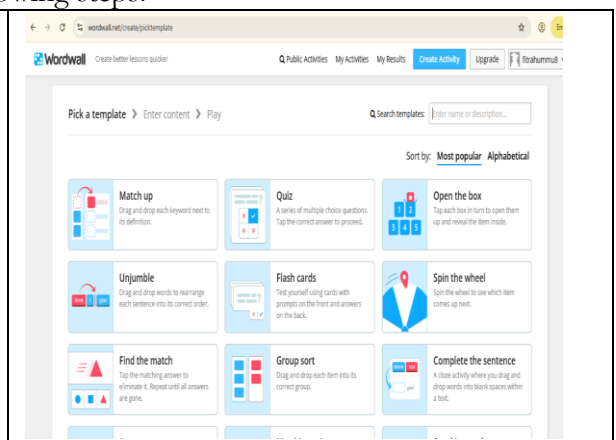 owing steps.
wordwall.net/create/picktemplate
Wordwall Create better lessons quicker
Public Activities My Activities My Results Create Activity Upgrade fitrahummu8
Pick a template > Enter content > Play
Search templates: Enter name or description...
Sort by: Most popular Alphabetical
Match up
Drag and drop each keyword next to
its definition.
Quiz
A series of multiple choice questions.
Tap the correct answer to proceed.
Open the box
Tap each box in turn to open them
up and reveal the item inside.
1 2
3 4 5
Unjumble
Drag and drop words to rearrange
each sentence into its correct order.
Flash cards
Test yourself using cards with
prompts on the front and answers
on the back.
Spin the wheel
Spin the wheel to see which item
comes up next.
Find the match
Tap the matching answer to
eliminate it. Repeat until all answers
are gone.
Group sort
Drag and drop each item into its
correct group.
Complete the sentence
A cloze activity where you drag and
drop words into blank spaces within
a text.